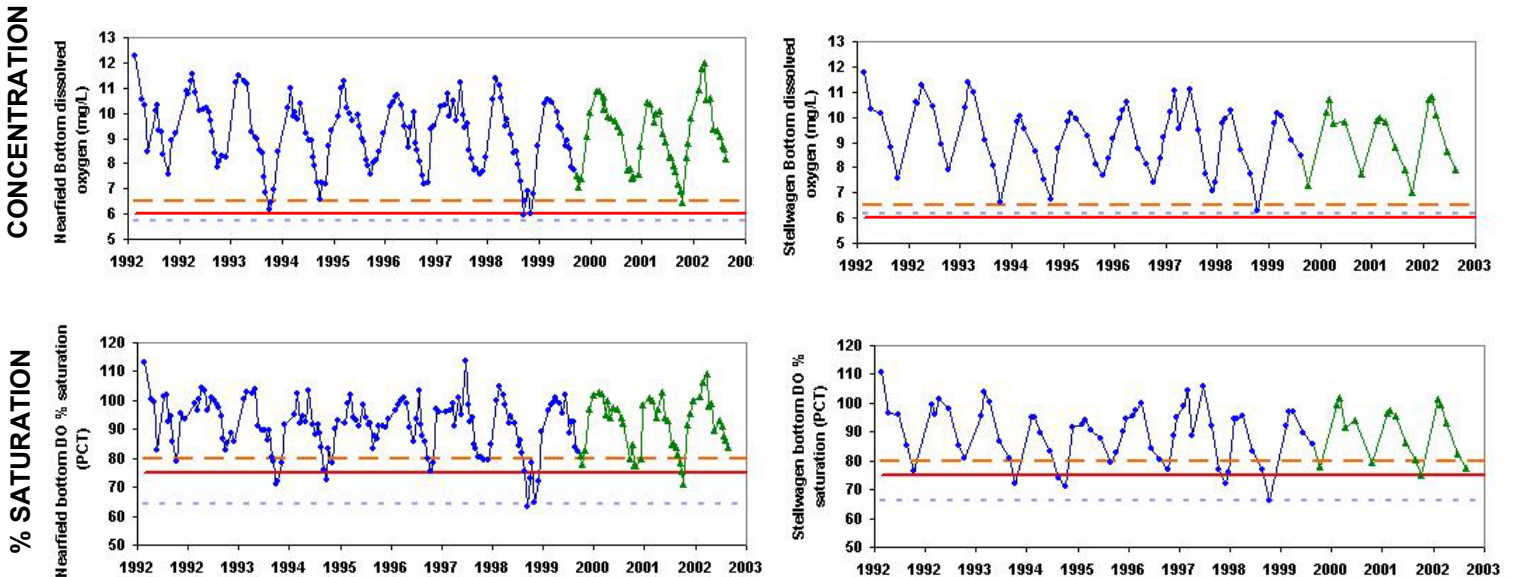 CONCENTRATION
Nearfield Bottom dissolved
oxygen (mg/L)
13
12
11
10
9
8
7
6
5
1992 1992 1993 1994 1995 1996 1997 1998 1999 2000 2002 200
Stellwagen Bottom dissolved
oxygen (mg/L)
13
12
11
10
9
8
7
6
5
1992 1992 1993 1994 1995 1996 1997 1998 1999 2000 2001 2002 2003
% SATURATION
Nearfield bottom DO % saturation
(PCT)
120
110
100
90
80
70
60
50
1992 1992 1993 1994 1995 1996 1997 1998 1999 2000 2001 2002 2003
Stellwagen bottom DO %
saturation (PCT)
120
110
100
90
80
70
60
50
1992 1992 1993 1994 1995 1996 1997 1998 1999 2000 2001 2002 2003